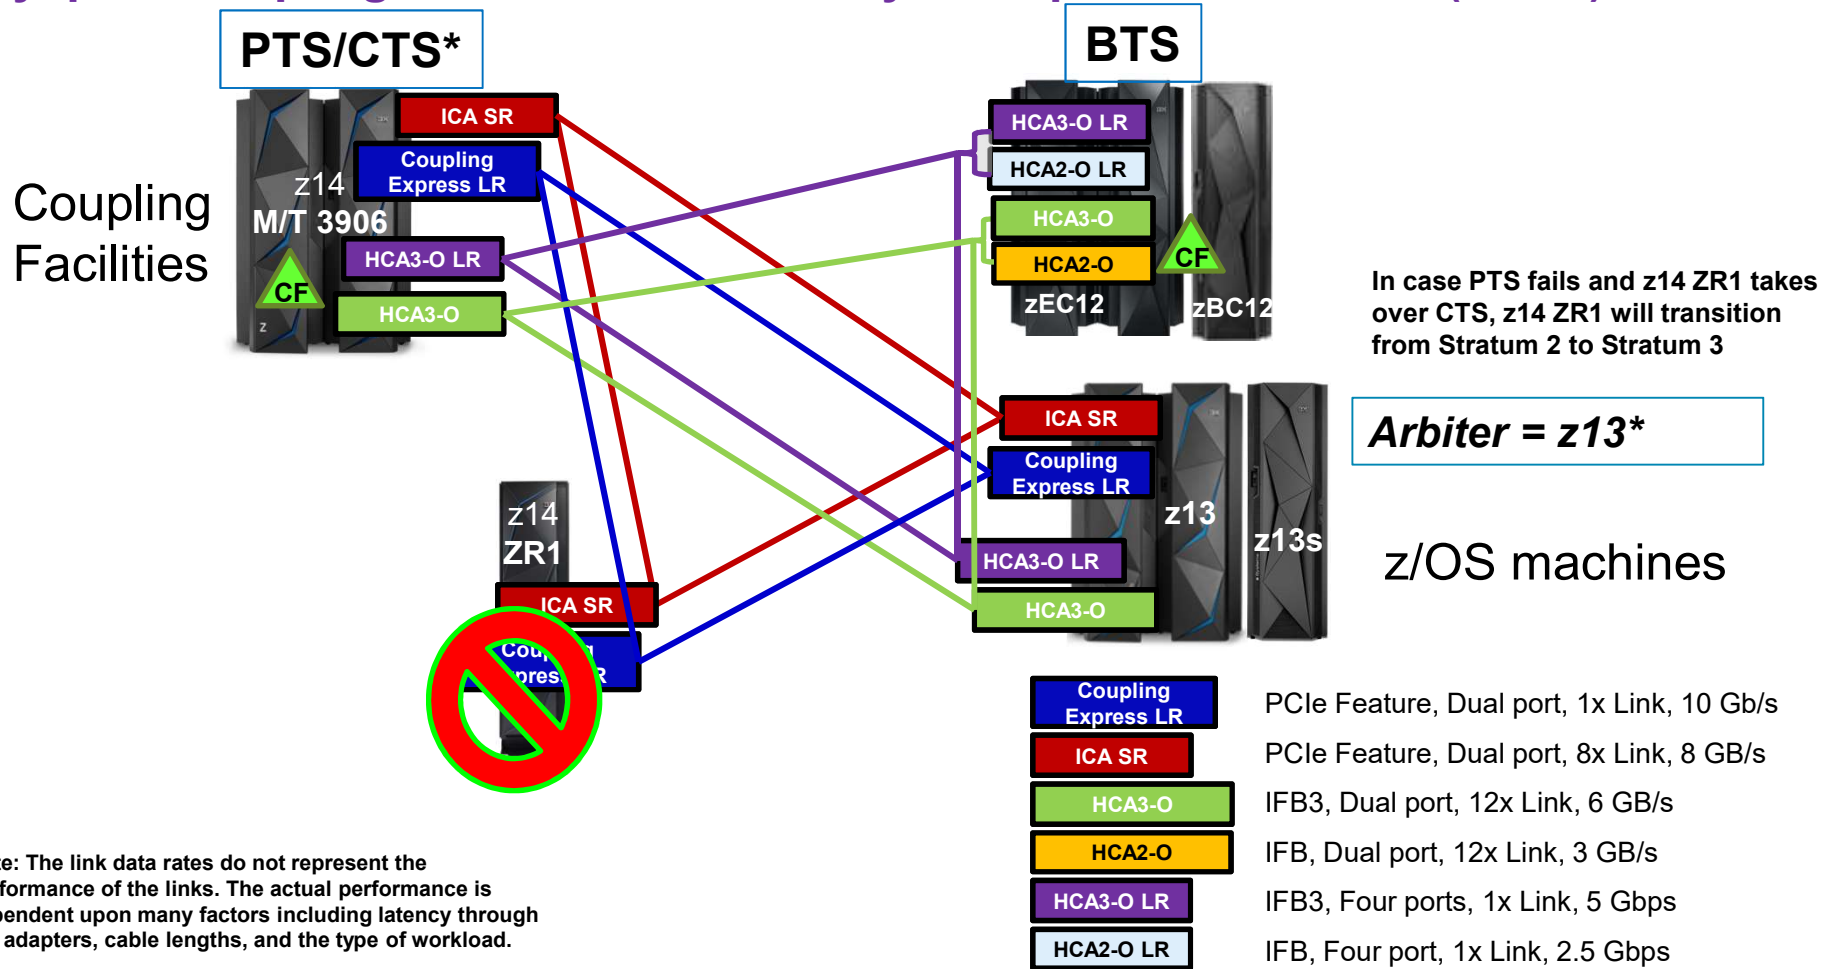 PTS/CTS*
BTS
ICA SR
Coupling
Express LR
z14
M/T 3906
HCA3-O LR
CF
HCA3-O
Z
Coupling
Facilities
HCA3-O LR
HCA2-O LR
HCA3-O
HCA2-O
CF
zEC12
zBC12
In case PTS fails and z14 ZR1 takes
over CTS, z14 ZR1 will transition
from Stratum 2 to Stratum 3
ICA SR
Coupling
Express LR
z13
z13s
HCA3-O LR
HCA3-O
Arbiter = z13*
z/OS machines
z14
ZR1
ICA SR
Coupling
Express LR
PCIe Feature, Dual port, 1x Link, 10 Gb/s
ICA SR
PCIe Feature, Dual port, 8x Link, 8 GB/s
HCA3-O
IFB3, Dual port, 12x Link, 6 GB/s
HCA2-O
IFB, Dual port, 12x Link, 3 GB/s
HCA3-O LR
IFB3, Four ports, 1x Link, 5 Gbps
HCA2-O LR
IFB, Four port, 1x Link, 2.5 Gbps
The link data rates do not represent the
of the links. The actual performance is
upon many factors including latency through
adapters, cable lengths, and the type of workload.